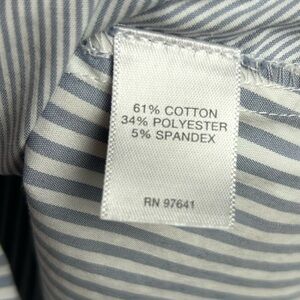 61% COTTON
34% POLYESTER
5% SPANDEX
RN 97641